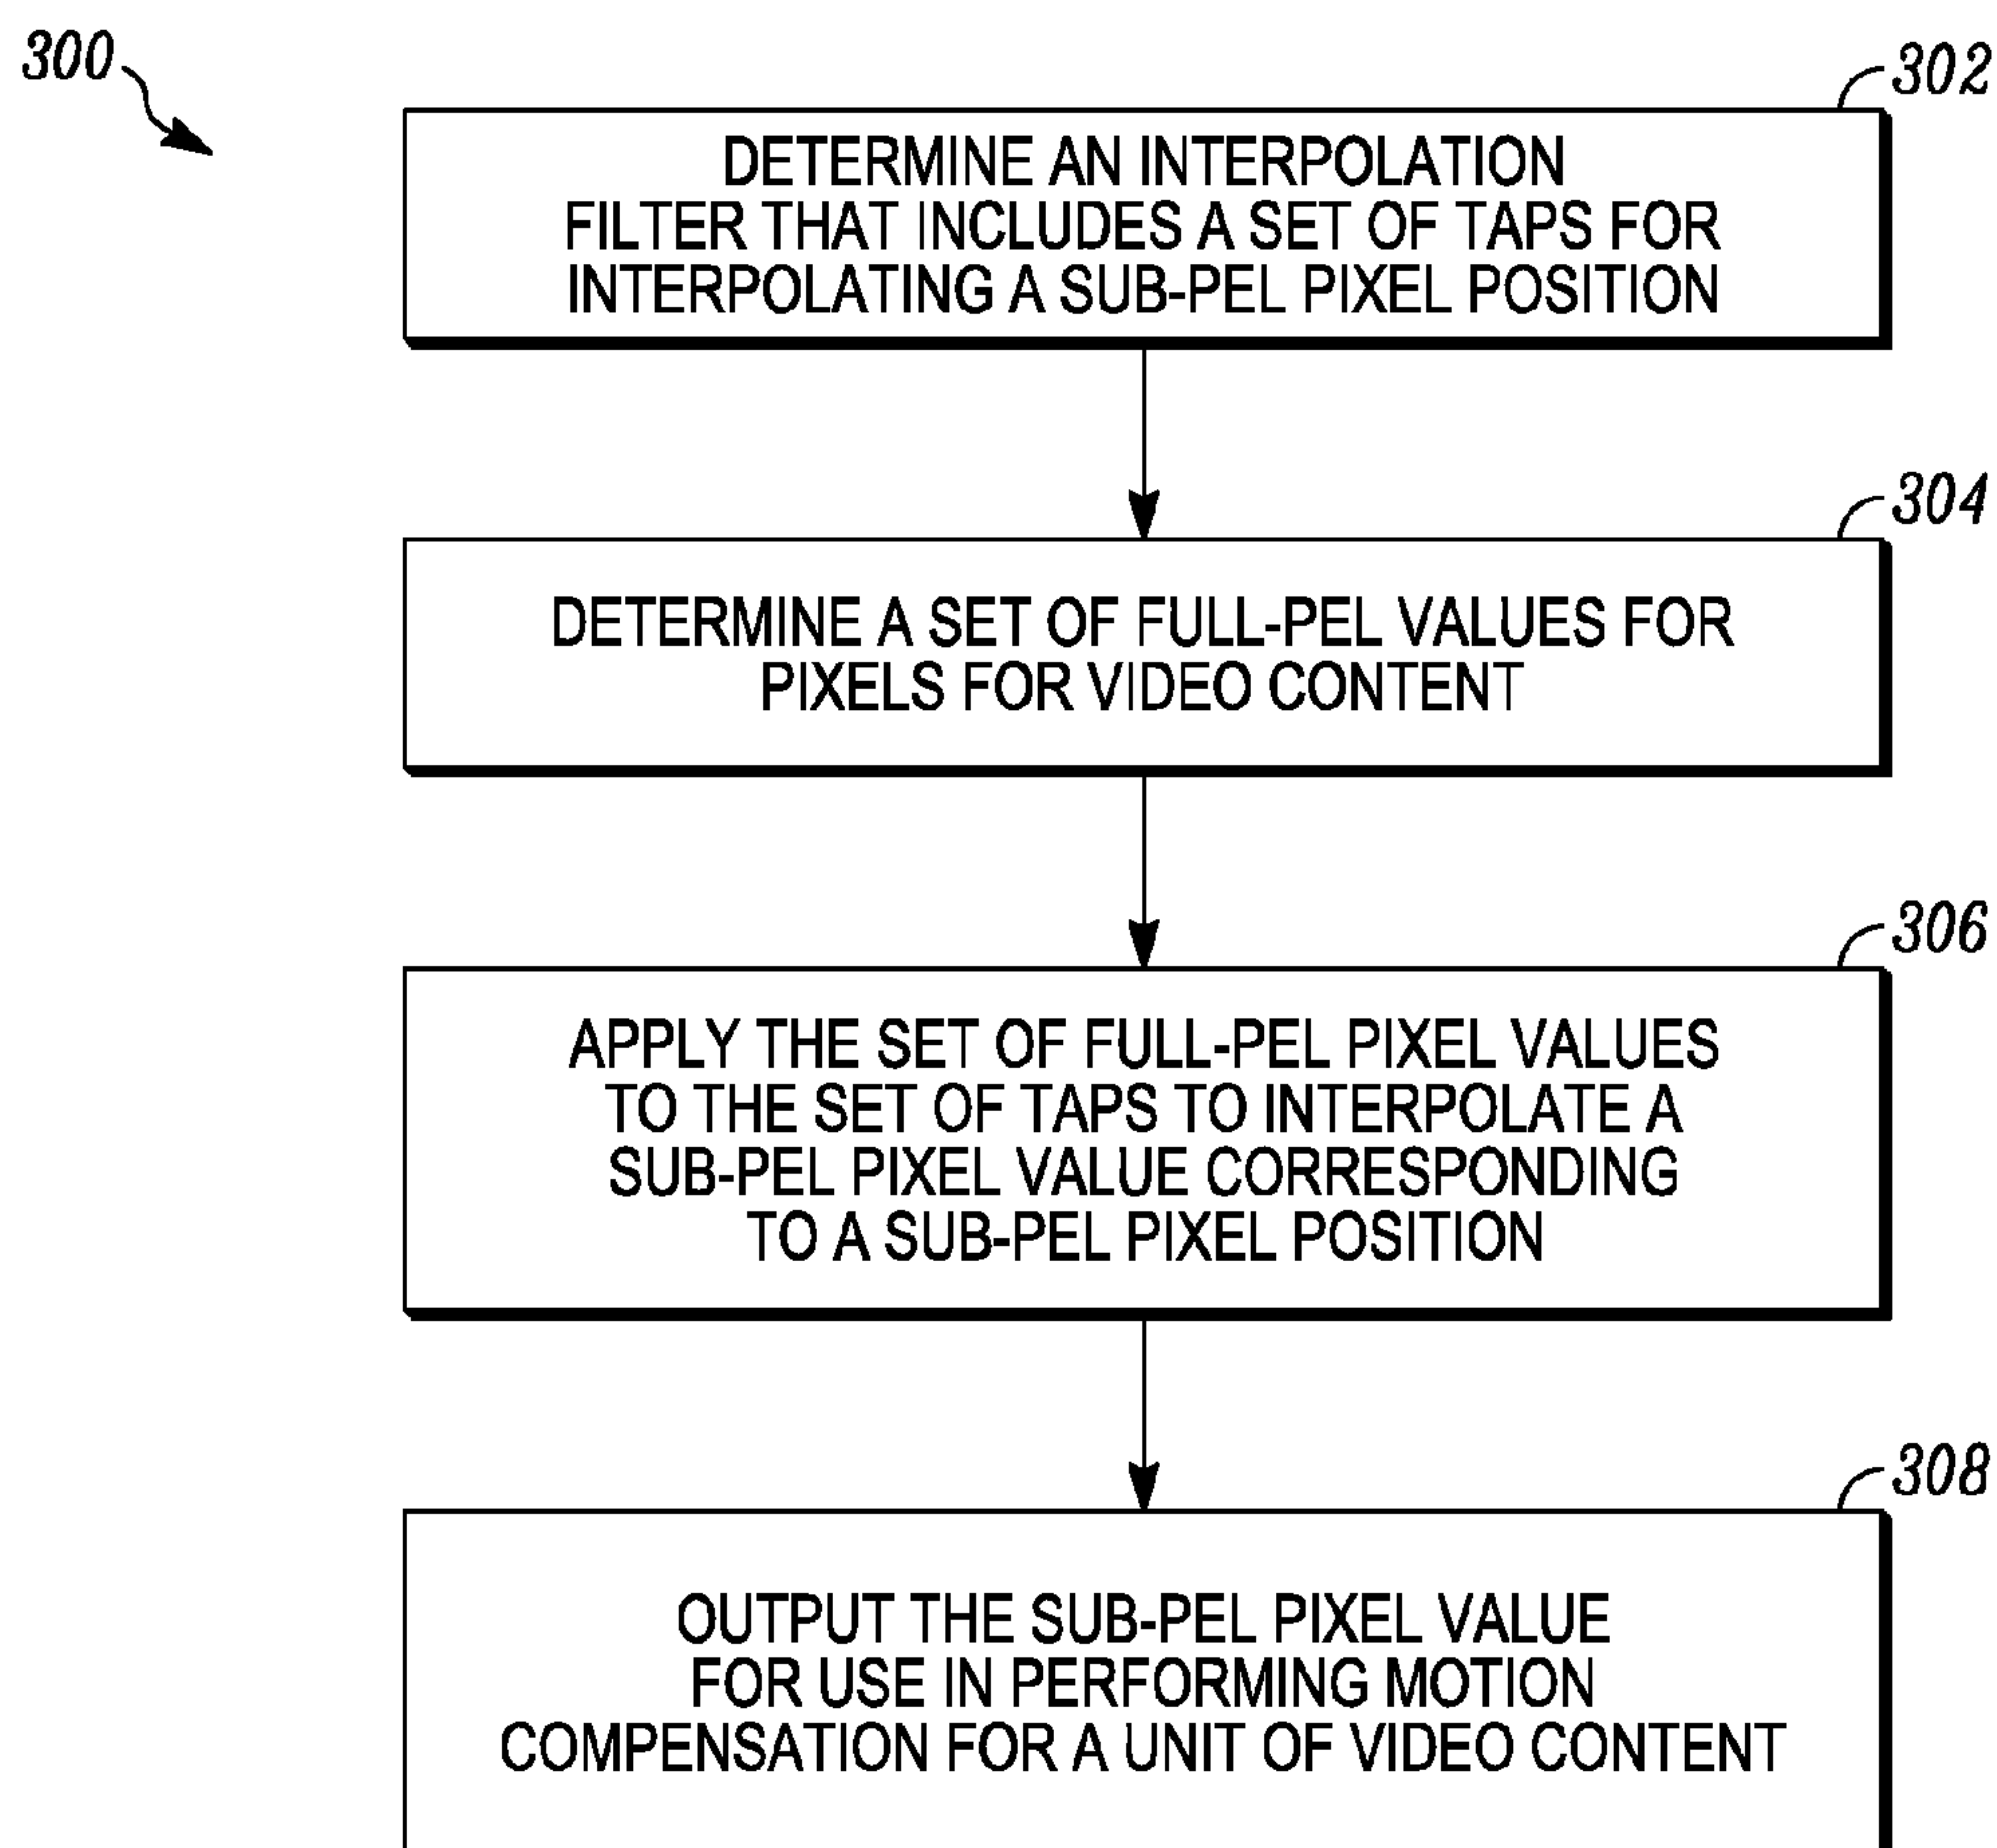 300
302
DETERMINE AN INTERPOLATION
FILTER THAT INCLUDES A SET OF TAPS FOR
INTERPOLATING A SUB-PEL PIXEL POSITION
304
DETERMINE A SET OF FULL-PEL VALUES FOR
PIXELS FOR VIDEO CONTENT
306
APPLY THE SET OF FULL-PEL PIXEL VALUES
TO THE SET OF TAPS TO INTERPOLATE A
SUB-PEL PIXEL VALUE CORRESPONDING
TO A SUB-PEL PIXEL POSITION
308
OUTPUT THE SUB-PEL PIXEL VALUE
FOR USE IN PERFORMING MOTION
COMPENSATION FOR A UNIT OF VIDEO CONTENT